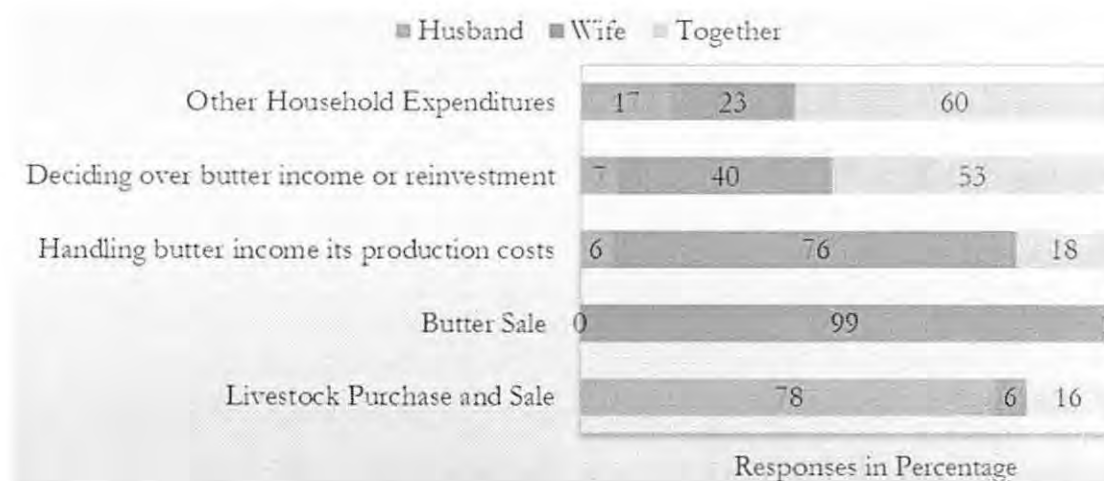 Husband Wife Together
Other Household Expenditures 17 23 60
Deciding over butter income or reinvestment 7 40 53
Handling butter income its production costs 6 76 18
Butter Sale 0 99
Livestock Purchase and Sale 78 6 16
Responses in Percentage